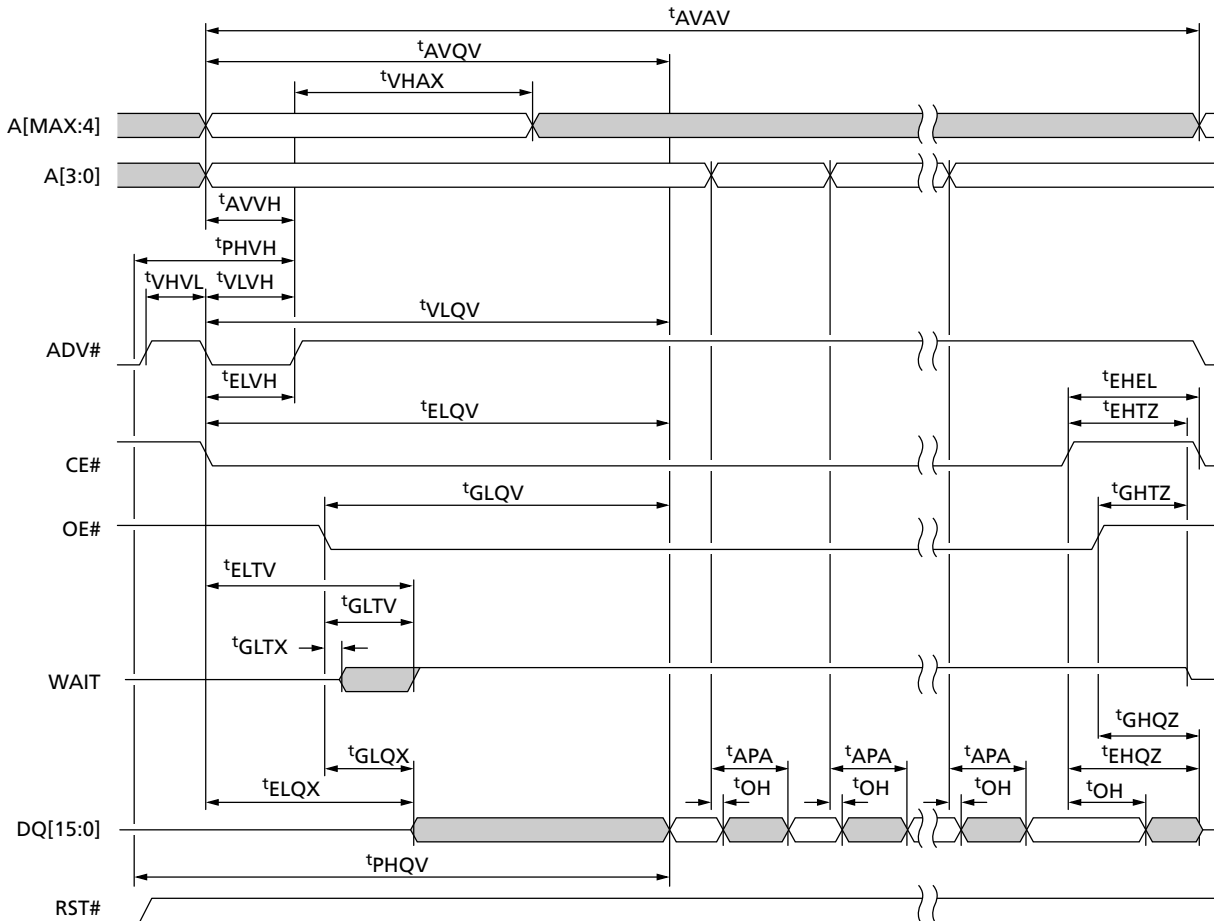 tAVAV
tAVQV
tVHAX
A[MAX:4]
A[3:0]
tAVVH
tPHVH
tVHVL tVLVH
tVLQV
ADV#
tELVH
tEHEL
tELQV
tEHTZ
CE#
tGLQV
tGHTZ
OE#
tELTV
tGLTV
tGLTX
WAIT
tGHQZ
tGLQX
tAPA tAPA tAPA
tEHQZ
tELQX
tOH tOH tOH tOH
DQ[15:0]
tPHQV
RST#